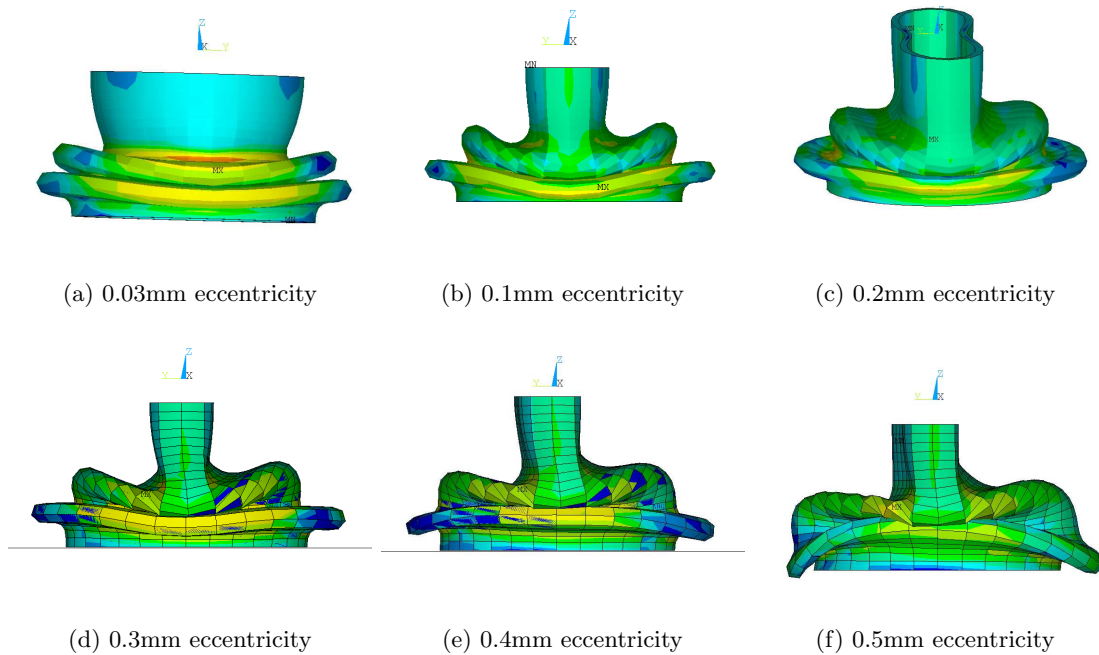 Z
X Y
Z
Y X
Z
MN
MX
MN
MX
MX
(a) 0.03mm eccentricity
(b) 0.1mm eccentricity
(c) 0.2mm eccentricity
Z
Y X
Z
Y X
Z
Y X
MX
MX
MX
(d) 0.3mm eccentricity
(e) 0.4mm eccentricity
(f) 0.5mm eccentricity